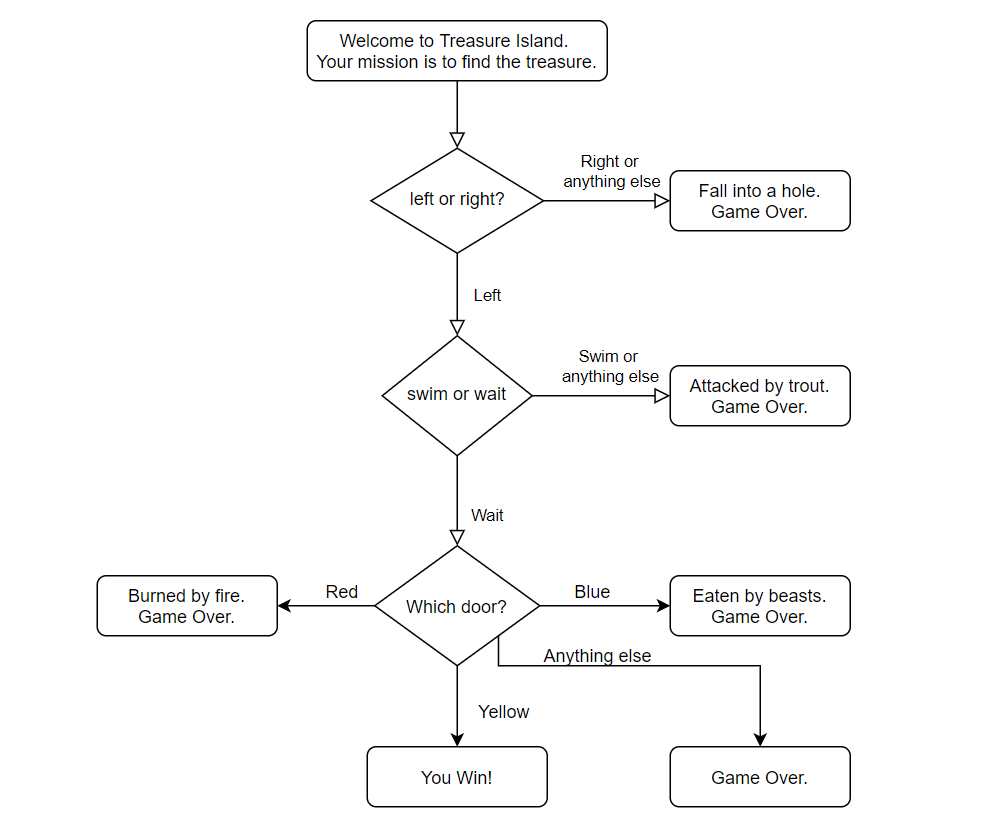 Welcome to Treasure Island.
Your mission is to find the treasure.
left or right?
Right or
anything else
Fall into a hole.
Game Over.
Left
swim or wait
Swim or
anything else
Attacked by trout.
Game Over.
Wait
Burned by fire.
Game Over.
Red
Which door?
Blue
Eaten by beasts.
Game Over.
Anything else
Yellow
You Win!
Game Over.